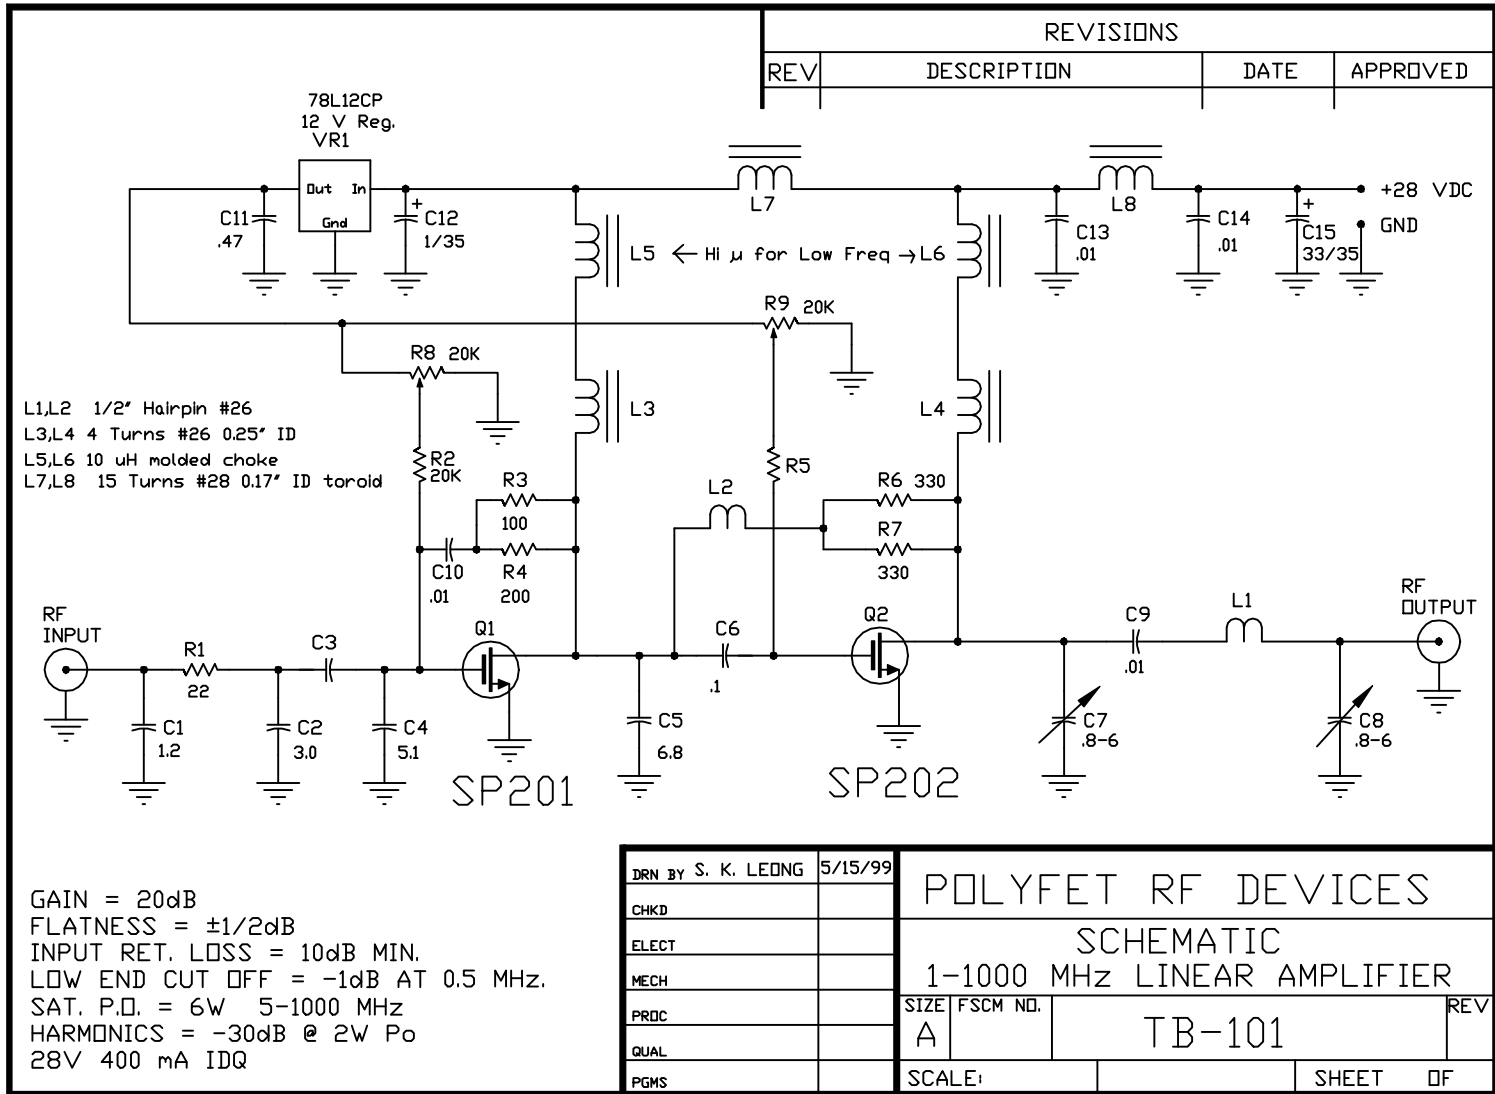 REVISIONS
REV DESCRIPTION DATE APPROVED
78L12CP
12 V Reg.
VR1
Out In
Gnd
C11
.47
+
C12
1/35
L7
L8
+28 VDC
GND
C13
.01
C14
.01
+
C15
33/35
L5 Hi μ for Low Freq L6
R9 20K
R8 20K
L3
L4
L1,L2 1/2" Hairpin #26
L3,L4 4 Turns #26 0.25" ID
L5,L6 10 uH molded choke
L7,L8 15 Turns #28 0.17" ID toroid
R2
20K
R3
100
R4
200
C10
.01
R5
L2
R6 330
R7
330
RF
INPUT
R1
22
C3
Q1
C6
.1
Q2
C9
.01
L1
RF
OUTPUT
C1
1.2
C2
3.0
C4
5.1
C5
6.8
C7
.8-6
C8
.8-6
SP201
SP202
GAIN = 20dB
FLATNESS = ±1/2dB
INPUT RET. LOSS = 10dB MIN.
LOW END CUT OFF = -1dB AT 0.5 MHz.
SAT. P.O. = 6W 5-1000 MHz
HARMONICS = -30dB @ 2W Po
28V 400 mA IDQ
DRN BY S. K. LEONG 5/15/99
CHKD
ELECT
MECH
PROC
QUAL
PGMS
POLYFET RF DEVICES
SCHEMATIC
1-1000 MHz LINEAR AMPLIFIER
SIZE FSCM NO. REV
A TB-101
SCALE: SHEET OF